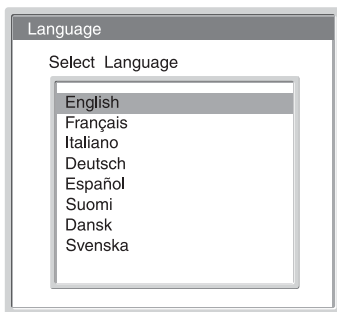 Language
Select Language
English
Français
Italiano
Deutsch
Español
Suomi
Dansk
Svenska